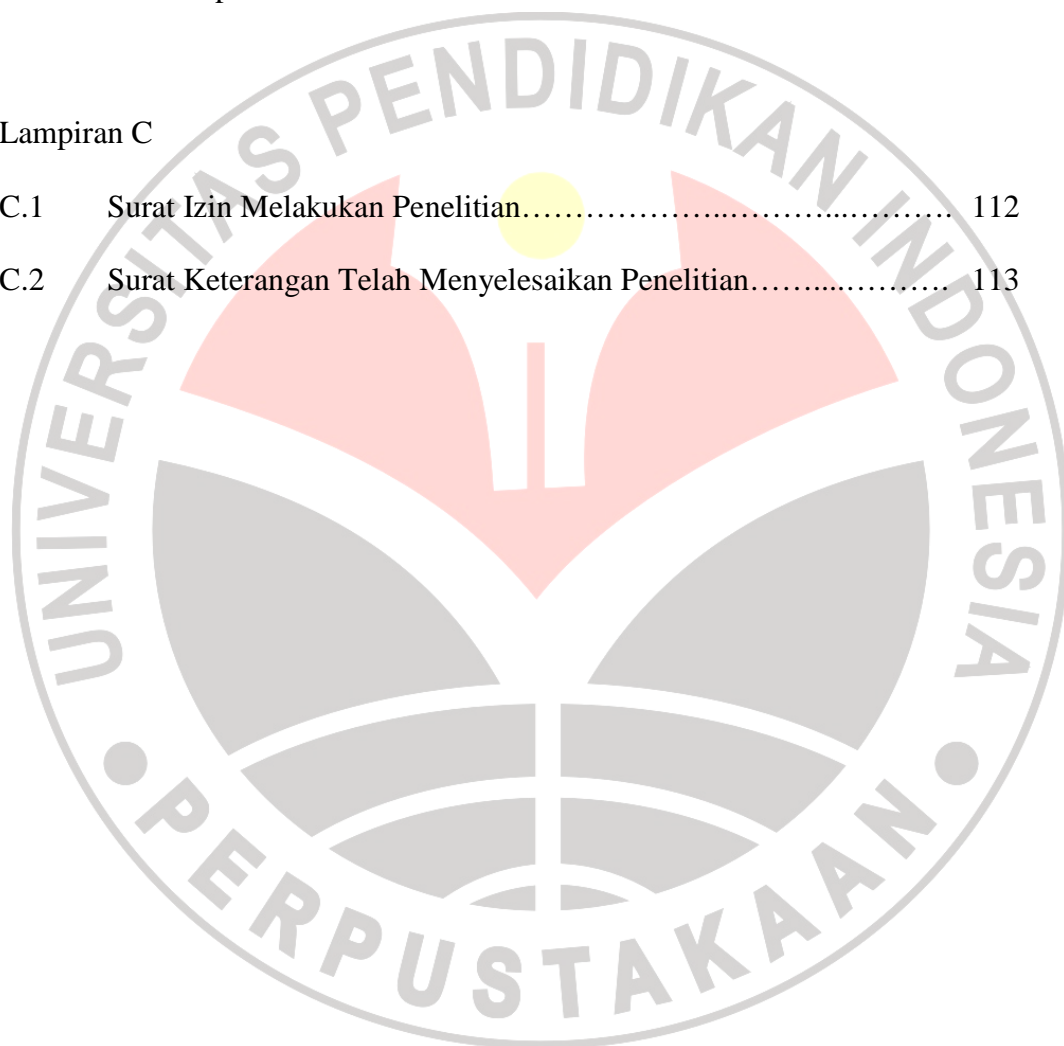 Lampiran C
C.1 Surat Izin Melakukan Penelitian…………………..………...………. 112
C.2 Surat Keterangan Telah Menyelesaikan Penelitian……....………. 113
UNIVERSITAS PENDIDIKAN INDONESIA
PERPUSTAKAAN